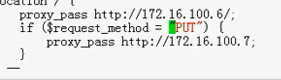 ocation / {
proxy_pass http://172.16.100.6/;
if ($request_method = "PUT") {
proxy_pass http://172.16.100.7;
}